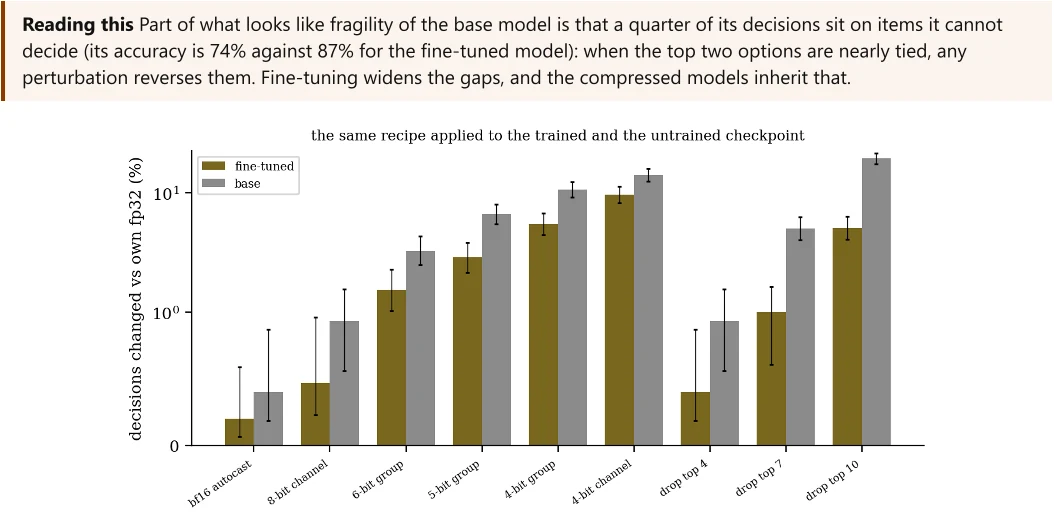 Reading this Part of what looks like fragility of the base model is that a quarter of its decisions sit on items it cannot
decide (its accuracy is 74% against 87% for the fine-tuned model): when the top two options are nearly tied, any
perturbation reverses them. Fine-tuning widens the gaps, and the compressed models inherit that.
the same recipe applied to the trained and the untrained checkpoint
fine-tuned
base
decisions changed vs own fp32 (%)
10¹
10⁰
0
bf16 autocast
8-bit channel
6-bit group
5-bit group
4-bit group
4-bit channel
drop top 4
drop top 7
drop top 10